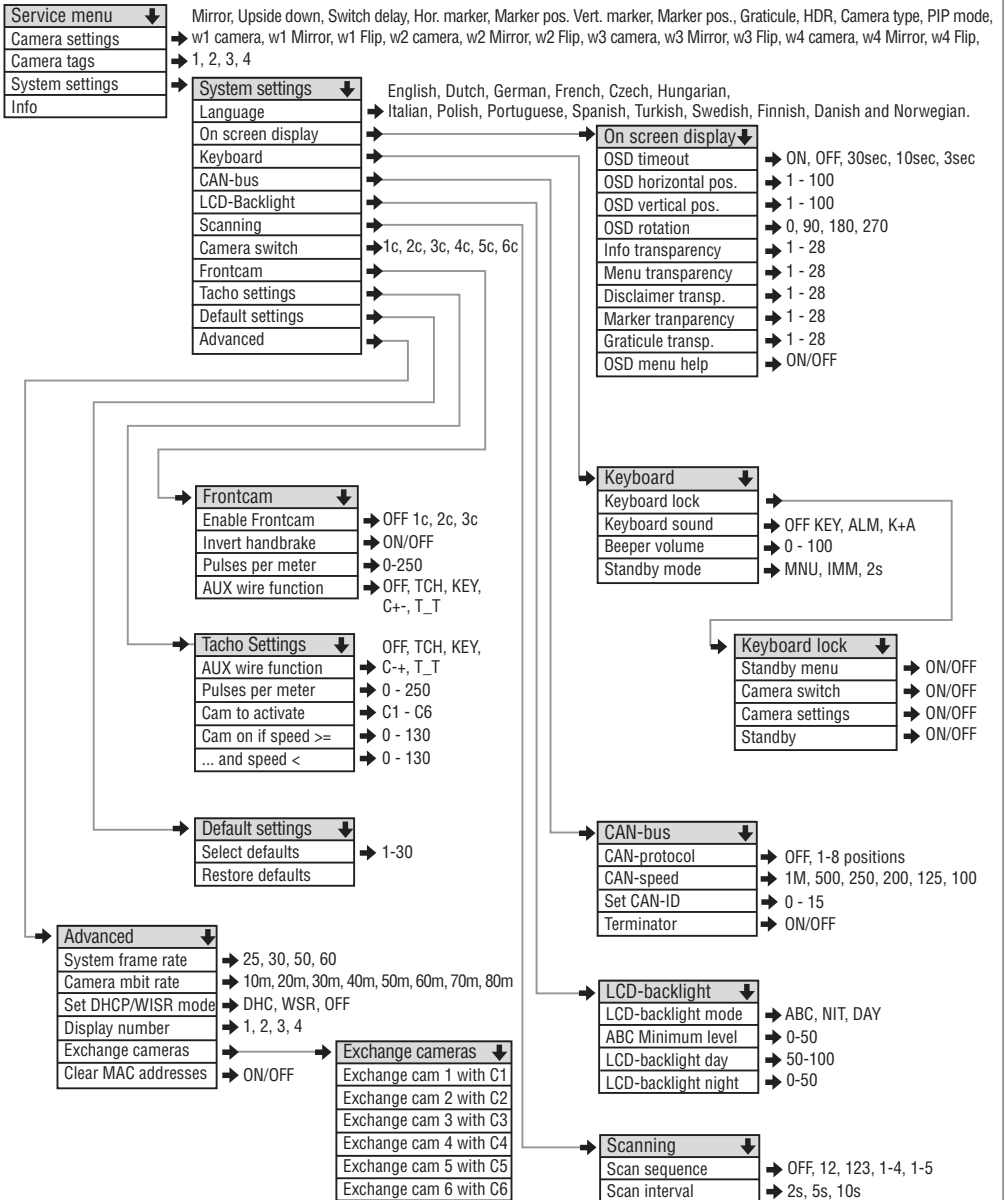 Service menu
Camera settings
Camera tags
System settings
Info
Mirror, Upside down, Switch delay, Hor. marker, Marker pos. Vert. marker, Marker pos., Graticule, HDR, Camera type, PIP mode,
w1 camera, w1 Mirror, w1 Flip, w2 camera, w2 Mirror, w2 Flip, w3 camera, w3 Mirror, w3 Flip, w4 camera, w4 Mirror, w4 Flip,
1, 2, 3, 4
System settings
Language
On screen display
Keyboard
CAN-bus
LCD-Backlight
Scanning
Camera switch
Frontcam
Tacho settings
Default settings
Advanced
English, Dutch, German, French, Czech, Hungarian,
Italian, Polish, Portuguese, Spanish, Turkish, Swedish, Finnish, Danish and Norwegian.
1c, 2c, 3c, 4c, 5c, 6c
On screen display
OSD timeout
ON, OFF, 30sec, 10sec, 3sec
OSD horizontal pos.
1 - 100
OSD vertical pos.
1 - 100
OSD rotation
0, 90, 180, 270
Info transparency
1 - 28
Menu transparency
1 - 28
Disclaimer transp.
1 - 28
Marker tranparency
1 - 28
Graticule transp.
1 - 28
OSD menu help
ON/OFF
Frontcam
Enable Frontcam
OFF 1c, 2c, 3c
Invert handbrake
ON/OFF
Pulses per meter
0-250
AUX wire function
OFF, TCH, KEY,
C+-, T_T
Keyboard
Keyboard lock
Keyboard sound
OFF KEY, ALM, K+A
Beeper volume
0 - 100
Standby mode
MNU, IMM, 2s
Tacho Settings
OFF, TCH, KEY,
AUX wire function
C-+, T_T
Pulses per meter
0 - 250
Cam to activate
C1 - C6
Cam on if speed >=
0 - 130
... and speed <
0 - 130
Keyboard lock
Standby menu
ON/OFF
Camera switch
ON/OFF
Camera settings
ON/OFF
Standby
ON/OFF
Default settings
Select defaults
1-30
Restore defaults
CAN-bus
CAN-protocol
OFF, 1-8 positions
CAN-speed
1M, 500, 250, 200, 125, 100
Set CAN-ID
0 - 15
Terminator
ON/OFF
Advanced
System frame rate
25, 30, 50, 60
Camera mbit rate
10m, 20m, 30m, 40m, 50m, 60m, 70m, 80m
Set DHCP/WISR mode
DHC, WSR, OFF
Display number
1, 2, 3, 4
Exchange cameras
Clear MAC addresses
ON/OFF
Exchange cameras
Exchange cam 1 with C1
Exchange cam 2 with C2
Exchange cam 3 with C3
Exchange cam 4 with C4
Exchange cam 5 with C5
Exchange cam 6 with C6
LCD-backlight
LCD-backlight mode
ABC, NIT, DAY
ABC Minimum level
0-50
LCD-backlight day
50-100
LCD-backlight night
0-50
Scanning
Scan sequence
OFF, 12, 123, 1-4, 1-5
Scan interval
2s, 5s, 10s